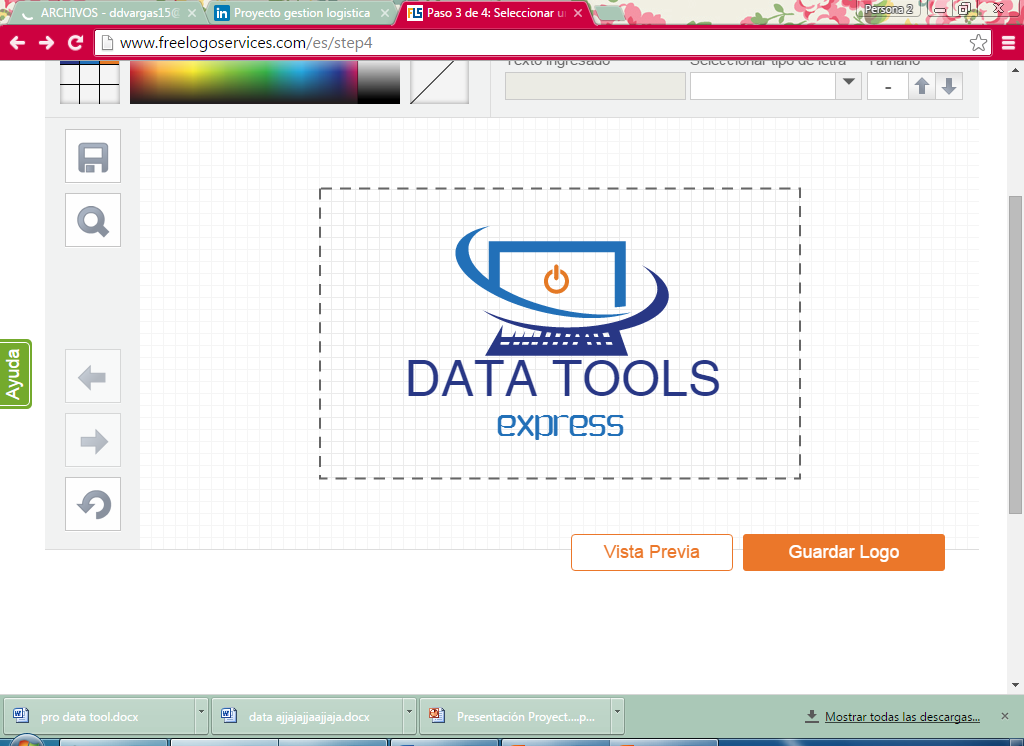 ARCHIVOS - ddvargas15@
Proyecto gestion logistica
Paso 3 de 4: Seleccionar u
Persona 2
www.freelogoservices.com/es/step4
Texto ingresado
Seleccionar tipo de letra
Tamaño
-
Ayuda
DATA TOOLS
express
Vista Previa
Guardar Logo
pro data tool.docx
data ajjajajjaajjaja.docx
Presentación Proyect....p...
Mostrar todas las descargas...